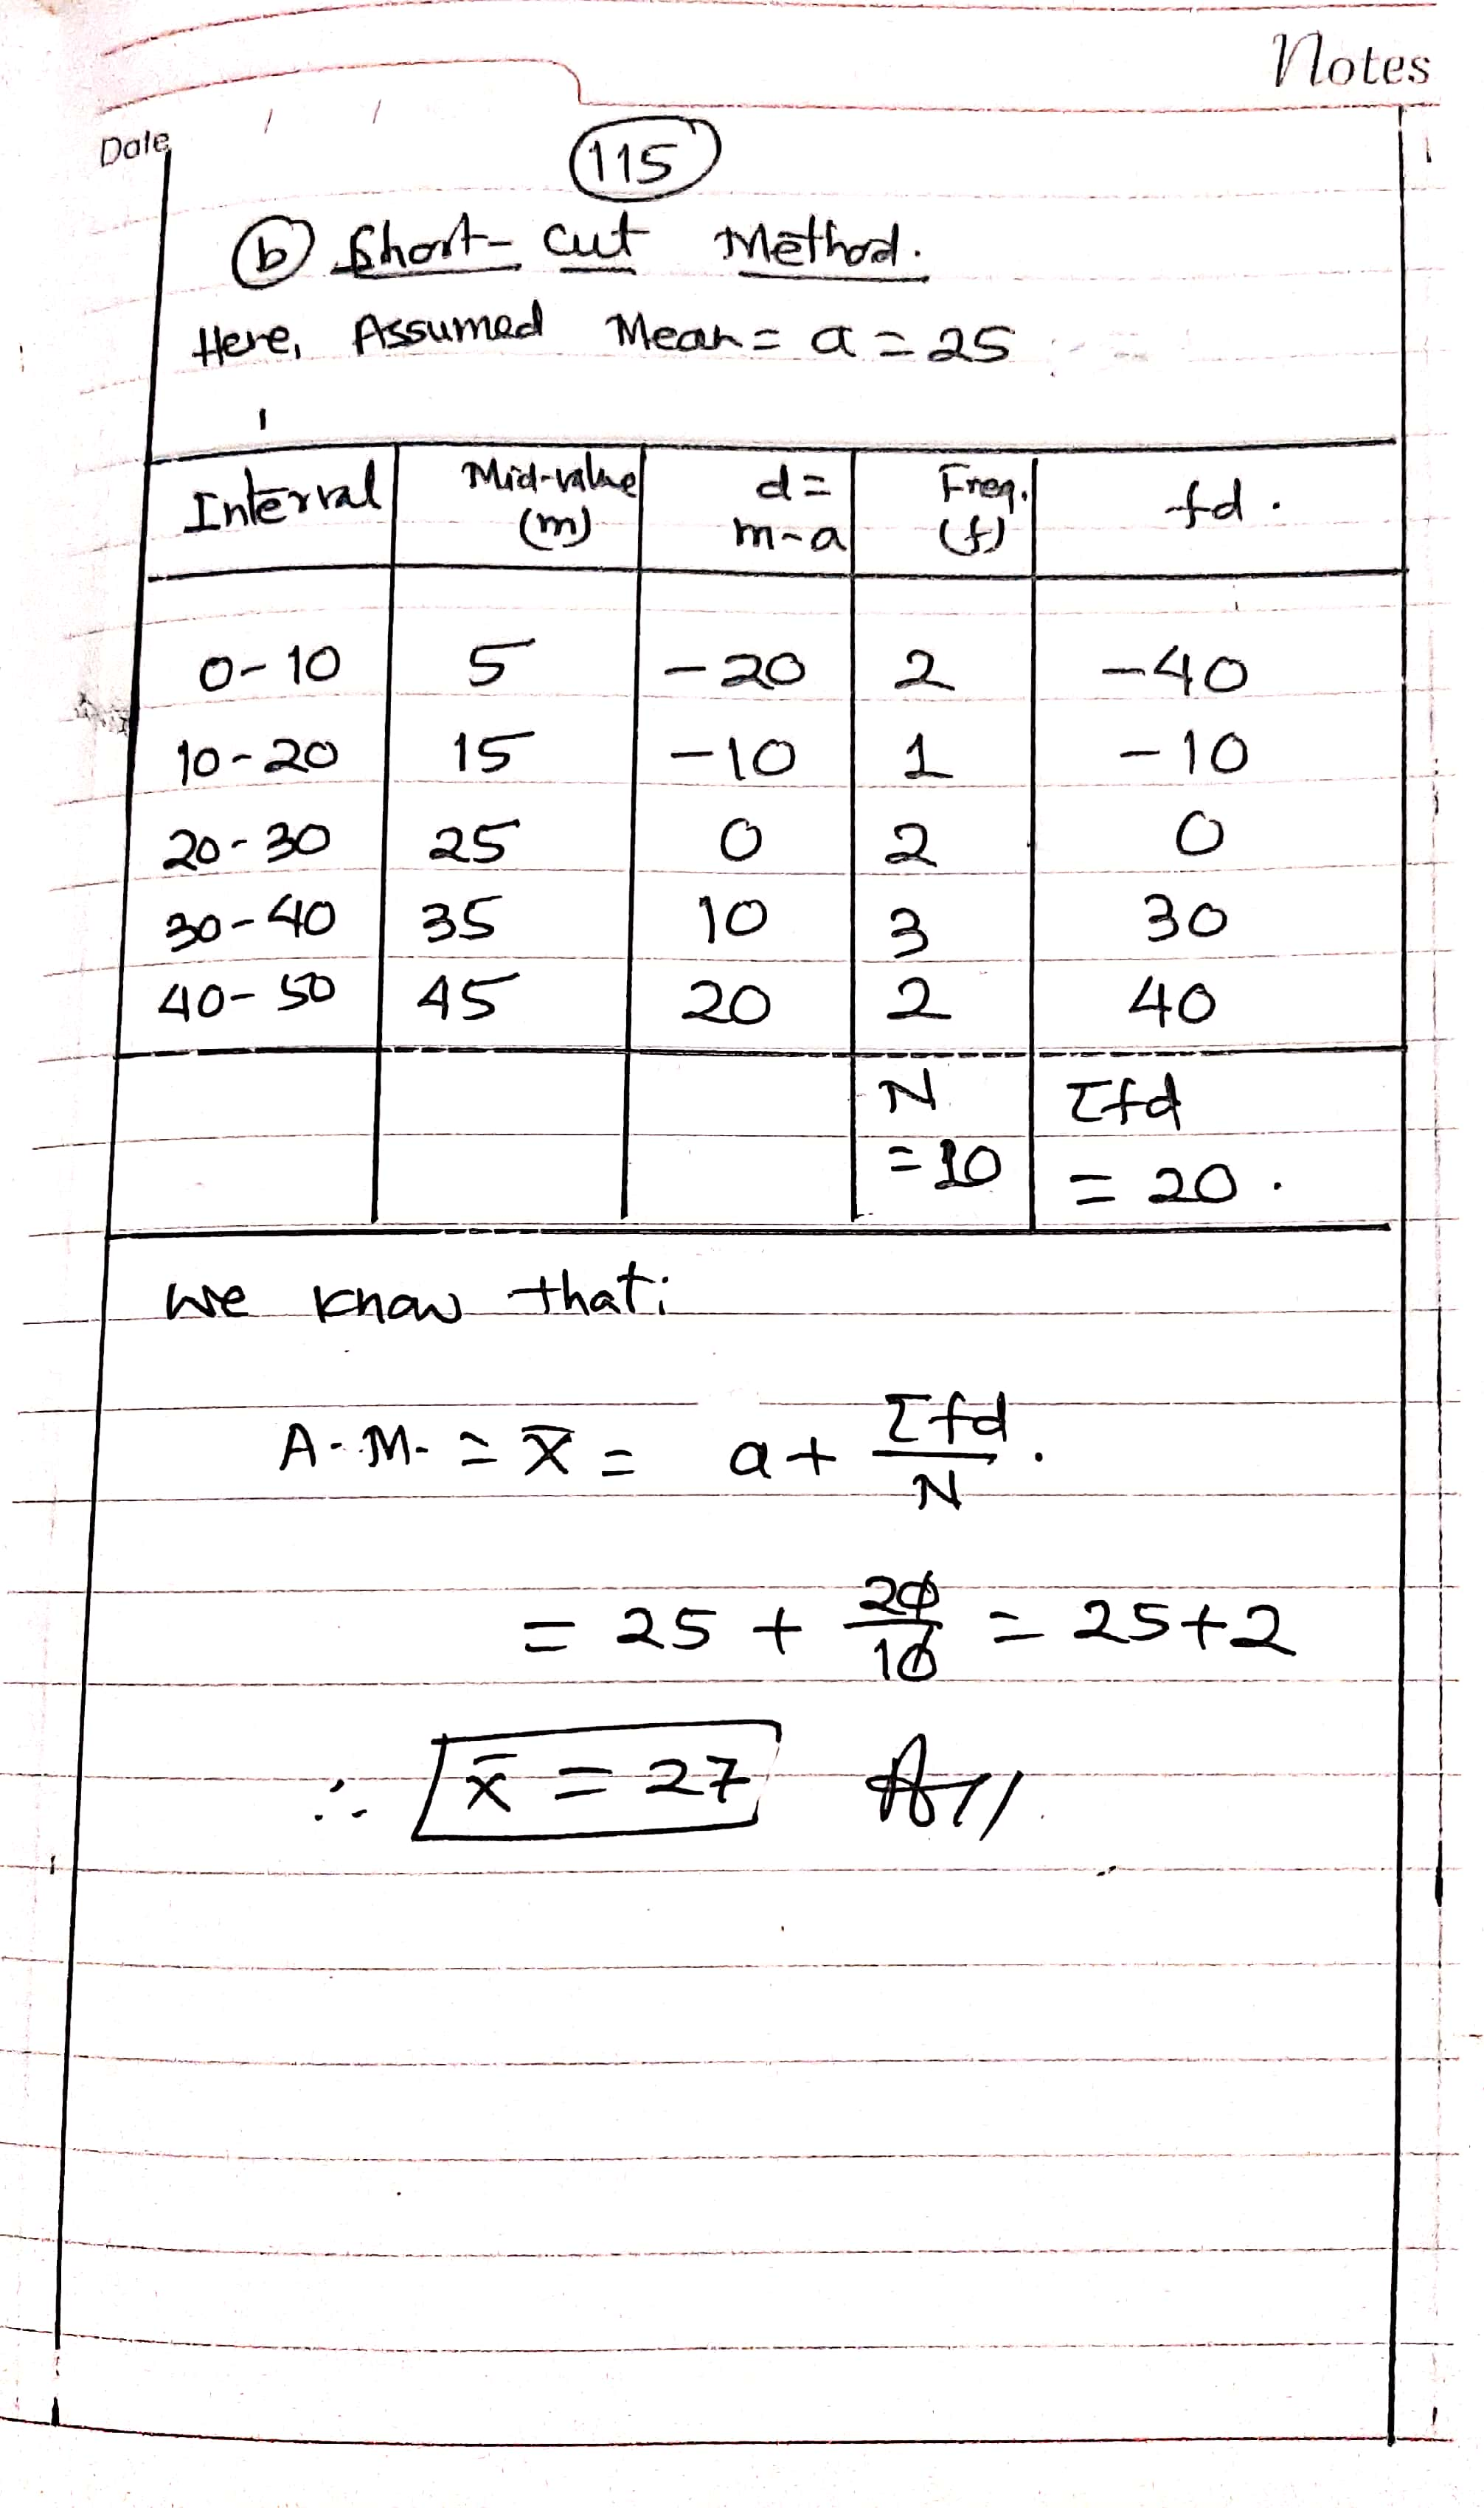 Notes
Date / /
115
(b) Short-cut Method.
Here, Assumed Mean = a = 25
Interval | Mid-value (m) | d = m-a | Freq. (f) | fd.
0-10 | 5 | -20 | 2 | -40
10-20 | 15 | -10 | 1 | -10
20-30 | 25 | 0 | 2 | 0
30-40 | 35 | 10 | 3 | 30
40-50 | 45 | 20 | 2 | 40
N = 10 | Σfd = 20.
We know that;
A.M. = x̄ = a + Σfd/N.
= 25 + 20/10 = 25+2
∴ x̄ = 27